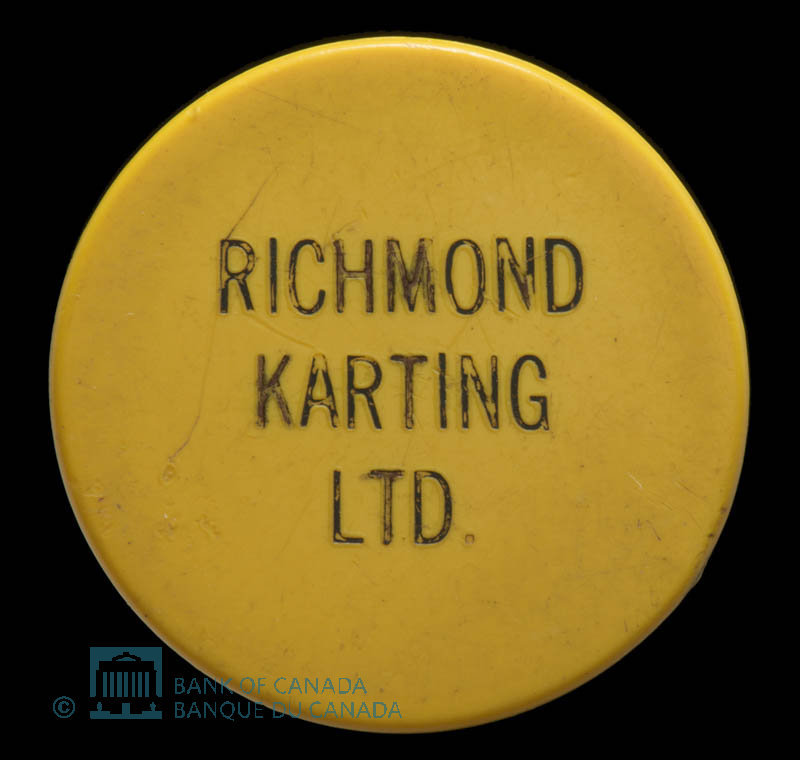 RICHMOND
KARTING
LTD.
© BANK OF CANADA
BANQUE DU CANADA